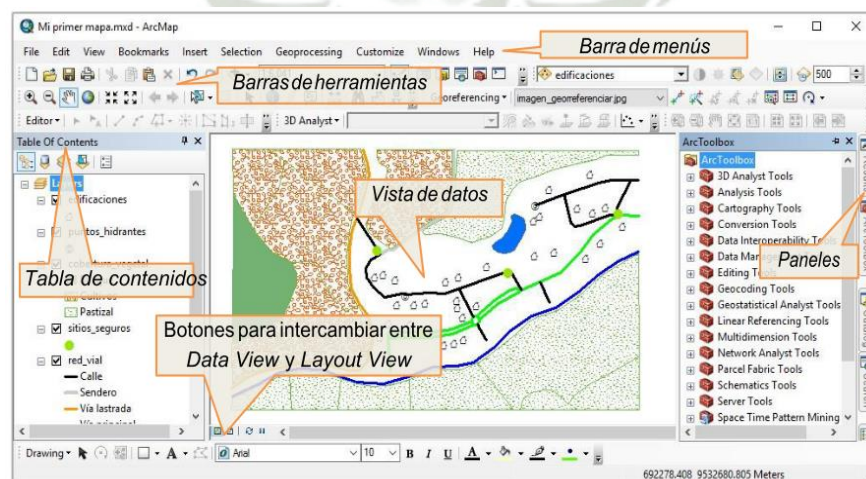 Mi primer mapa.mxd - ArcMap
File Edit View Bookmarks Insert Selection Geoprocessing Customize Windows Help
Barra de menús
edificaciones
500
Barras de herramientas
Georeferencing
imagen_georreferenciar.jpg
Editor
3D Analyst
Table Of Contents
Layers
edificaciones
puntos_hidrantes
cobertura_vegetal
Tabla de contenidos
Cultivos
Pastizal
sitios_seguros
red_vial
Calle
Sendero
Vía lastrada
Vía principal
Vista de datos
Botones para intercambiar entre
Data View y Layout View
ArcToolbox
ArcToolbox
3D Analyst Tools
Analysis Tools
Cartography Tools
Conversion Tools
Data Interoperability Tools
Data
Editing Tools
Geocoding Tools
Geostatistical Analyst Tools
Linear Referencing Tools
Multidimension Tools
Network Analyst Tools
Parcel Fabric Tools
Schematics Tools
Server Tools
Space Time Pattern Mining
Paneles
Drawing
A
Arial
10
B I U A
692278.408 9532680.805 Meters